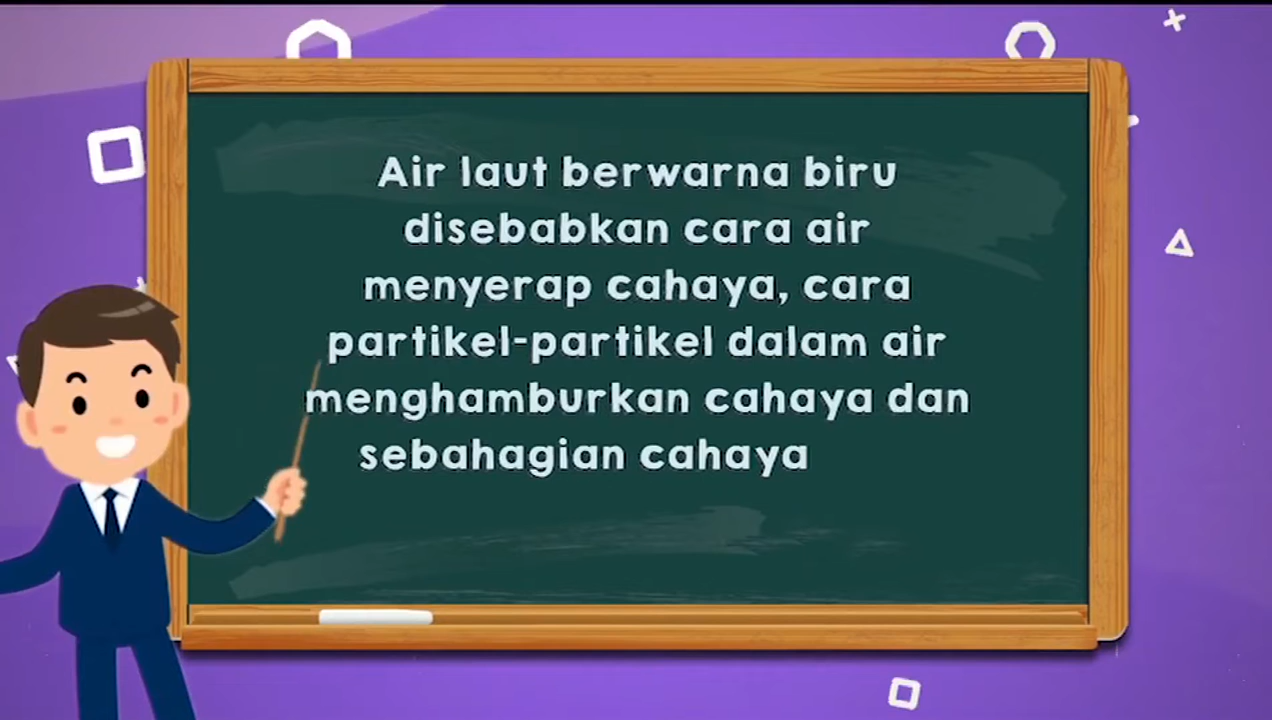 Air laut berwarna biru
disebabkan cara air
menyerap cahaya, cara
partikel-partikel dalam air
menghamburkan cahaya dan
sebahagian cahaya